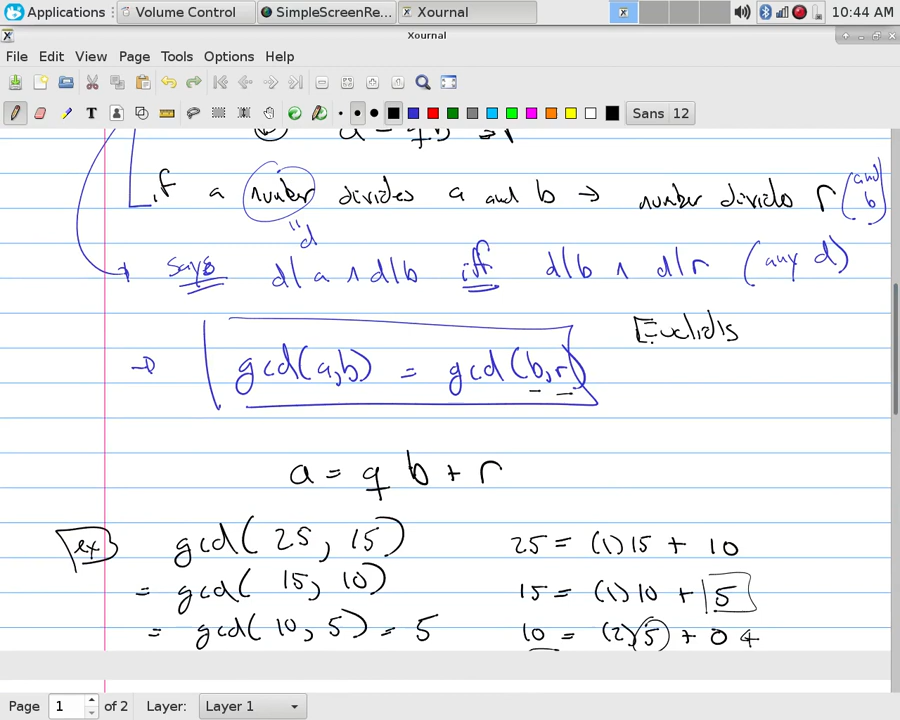 Applications Volume Control SimpleScreenRe... Xournal 10:44 AM
Xournal
File Edit View Page Tools Options Help
Sans 12
a = qb + r
if a number divides a and b → number divides r (and b)
"d
→ says d|a ∧ d|b iff d|b ∧ d|r (any d)
Euclidis
→ gcd(a,b) = gcd(b,r)
a = q b + r
ex gcd(25, 15) 25 = (1)15 + 10
= gcd(15, 10) 15 = (1)10 + 5
= gcd(10, 5) = 5 10 = (2)(5) + 0 ←
Page 1 of 2 Layer: Layer 1